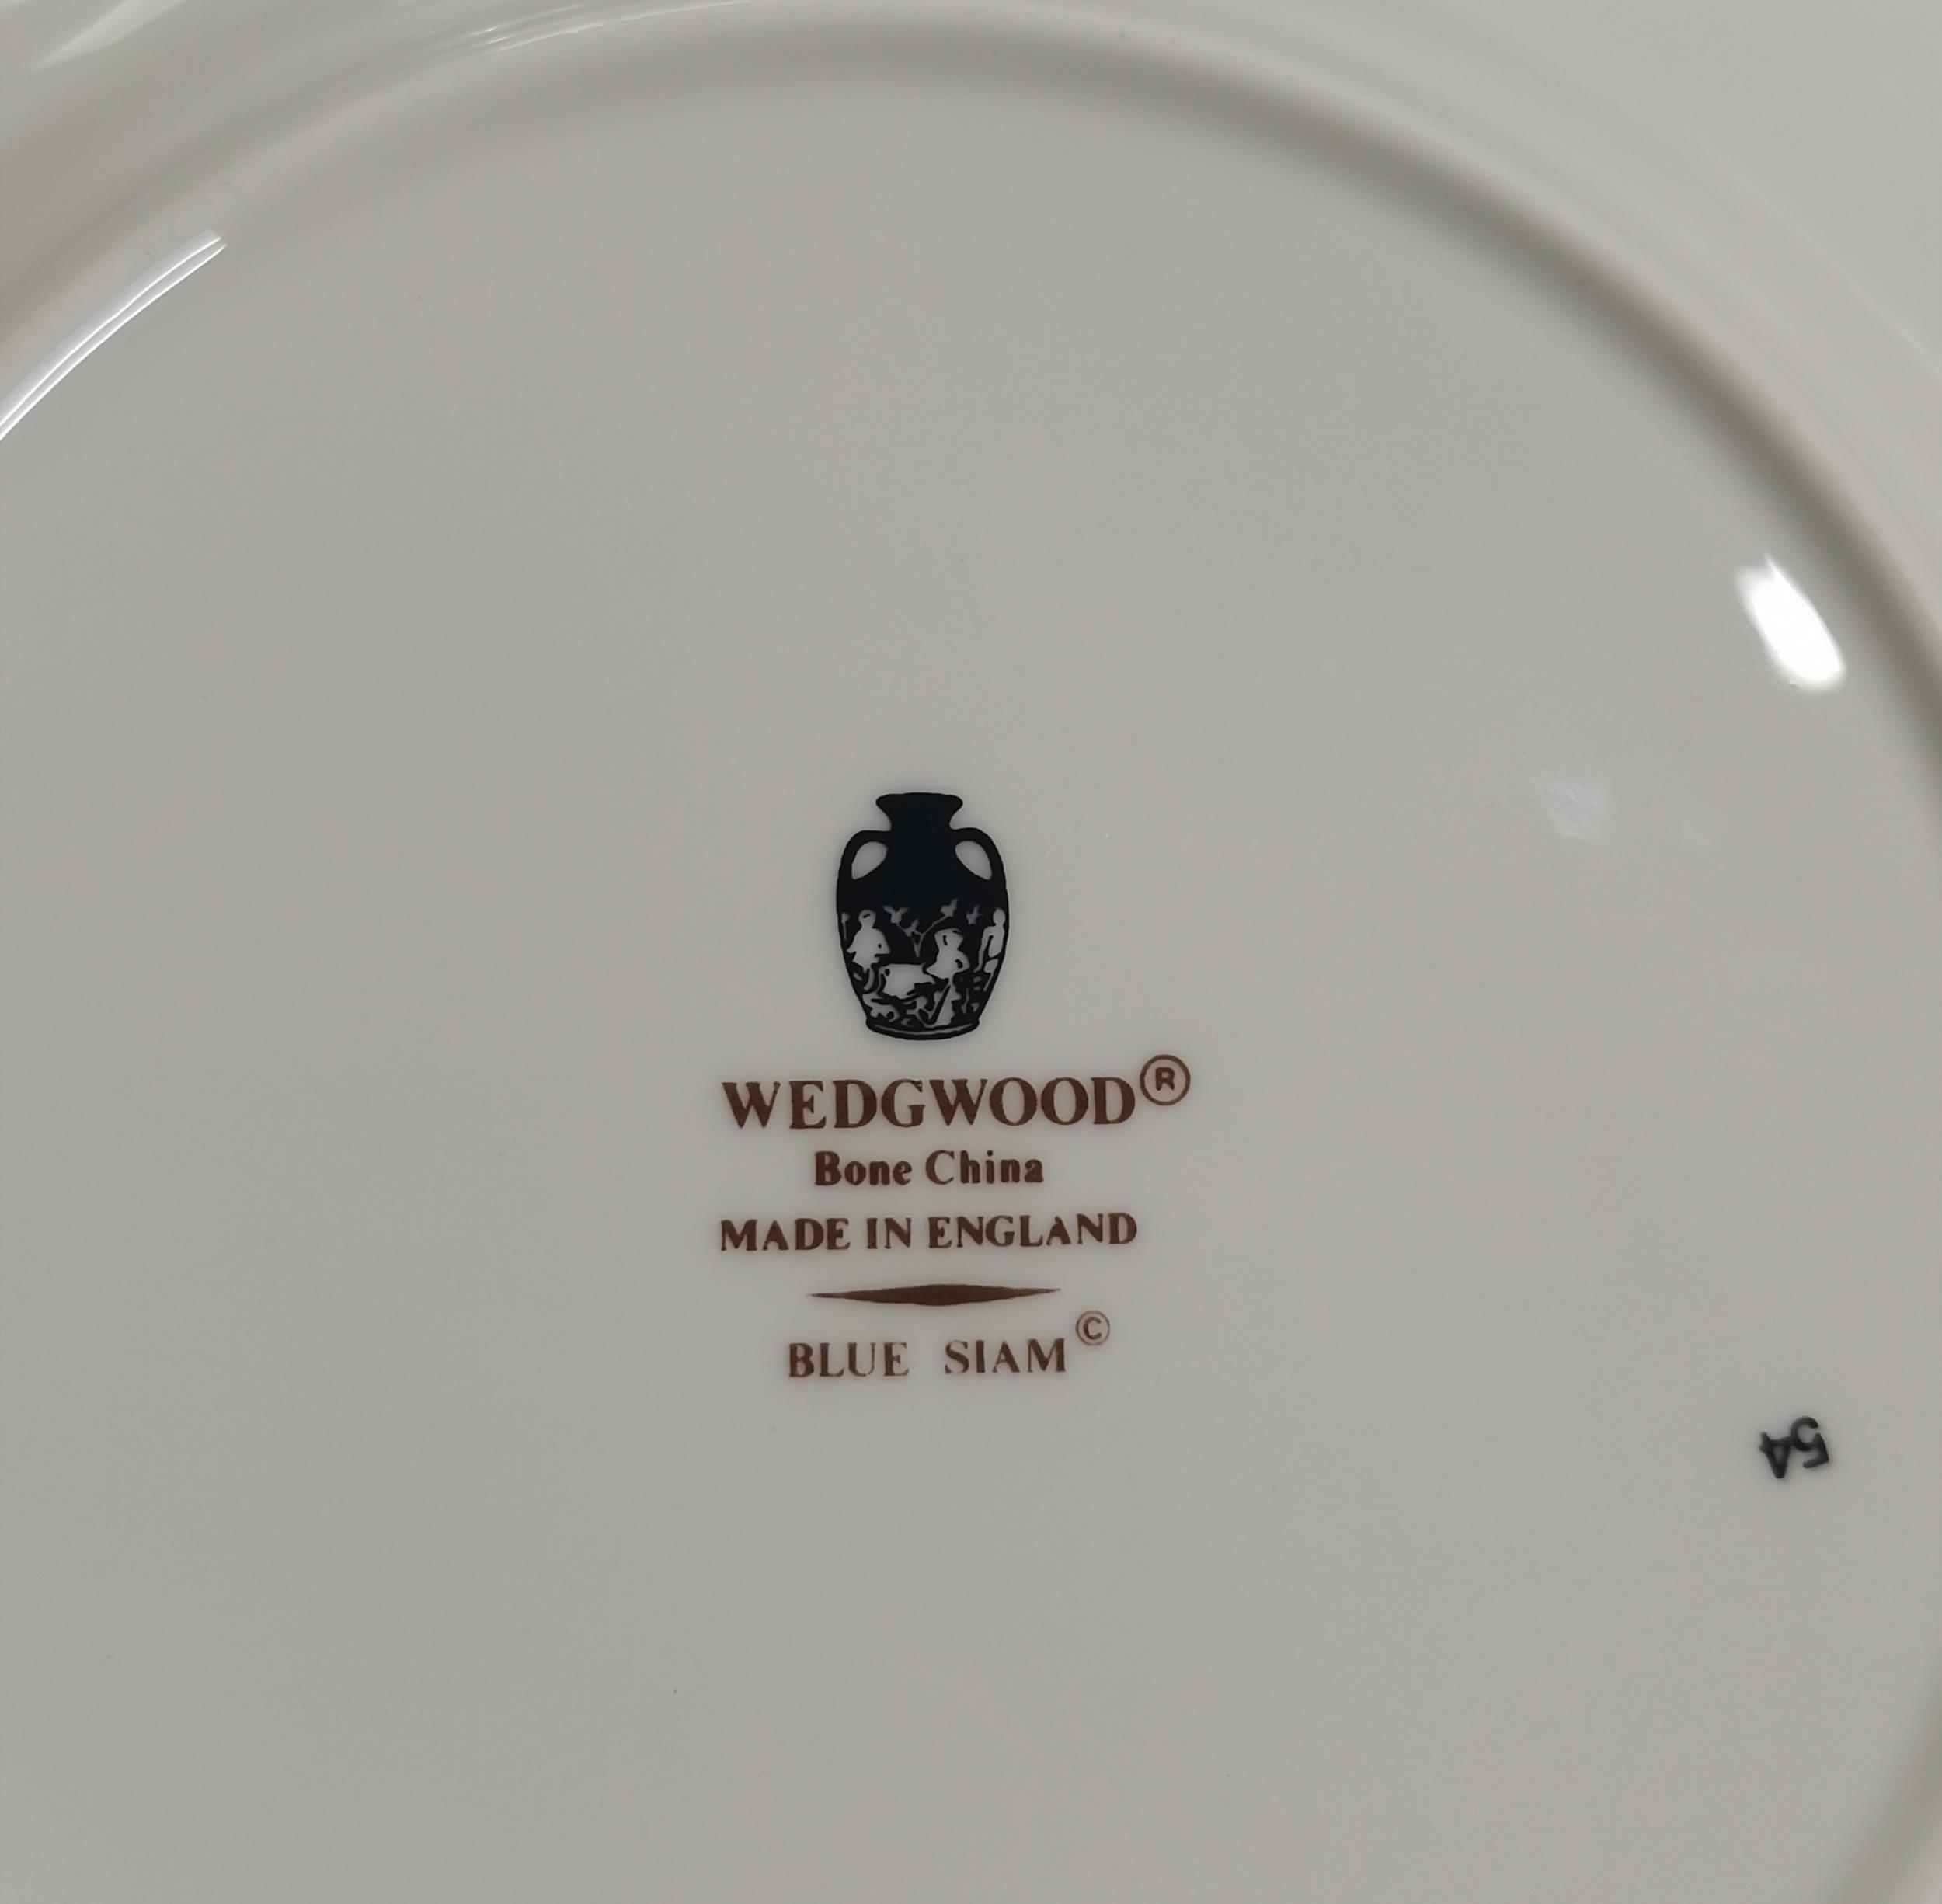 WEDGWOOD®
Bone China
MADE IN ENGLAND
BLUE SIAM©
54